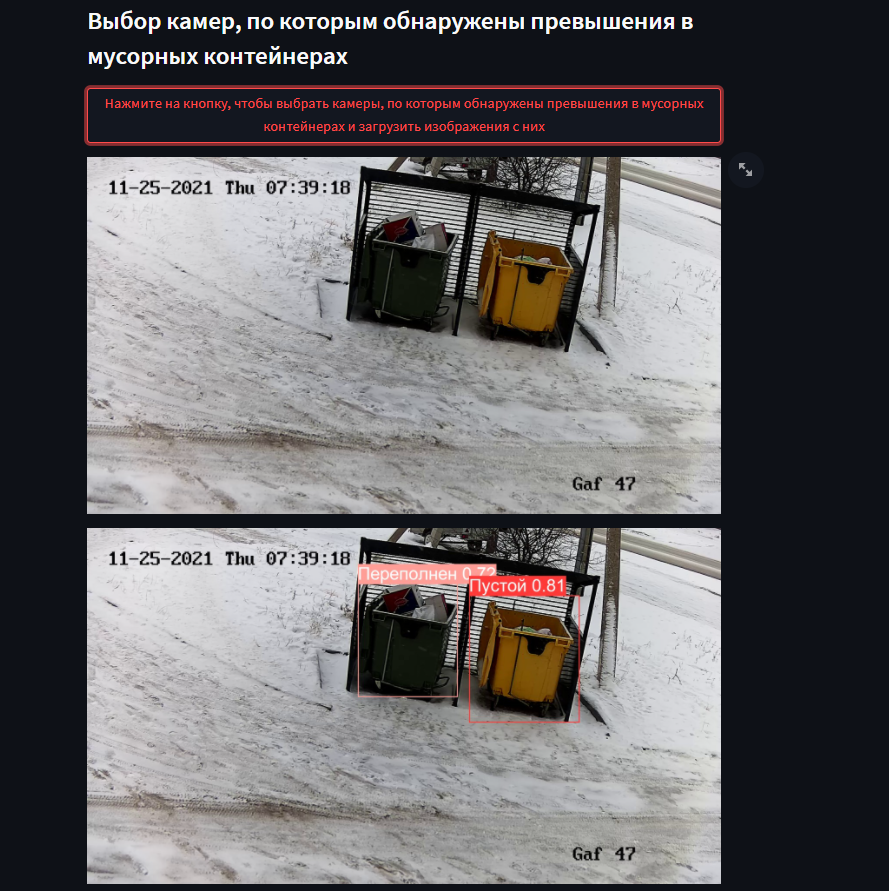 Выбор камер, по которым обнаружены превышения в
мусорных контейнерах
Нажмите на кнопку, чтобы выбрать камеры, по которым обнаружены превышения в мусорных
контейнерах и загрузить изображения с них
11-25-2021 Thu 07:39:18
Gaf 47
11-25-2021 Thu 07:39:18
Переполнен 0.72
Пустой 0.81
Gaf 47